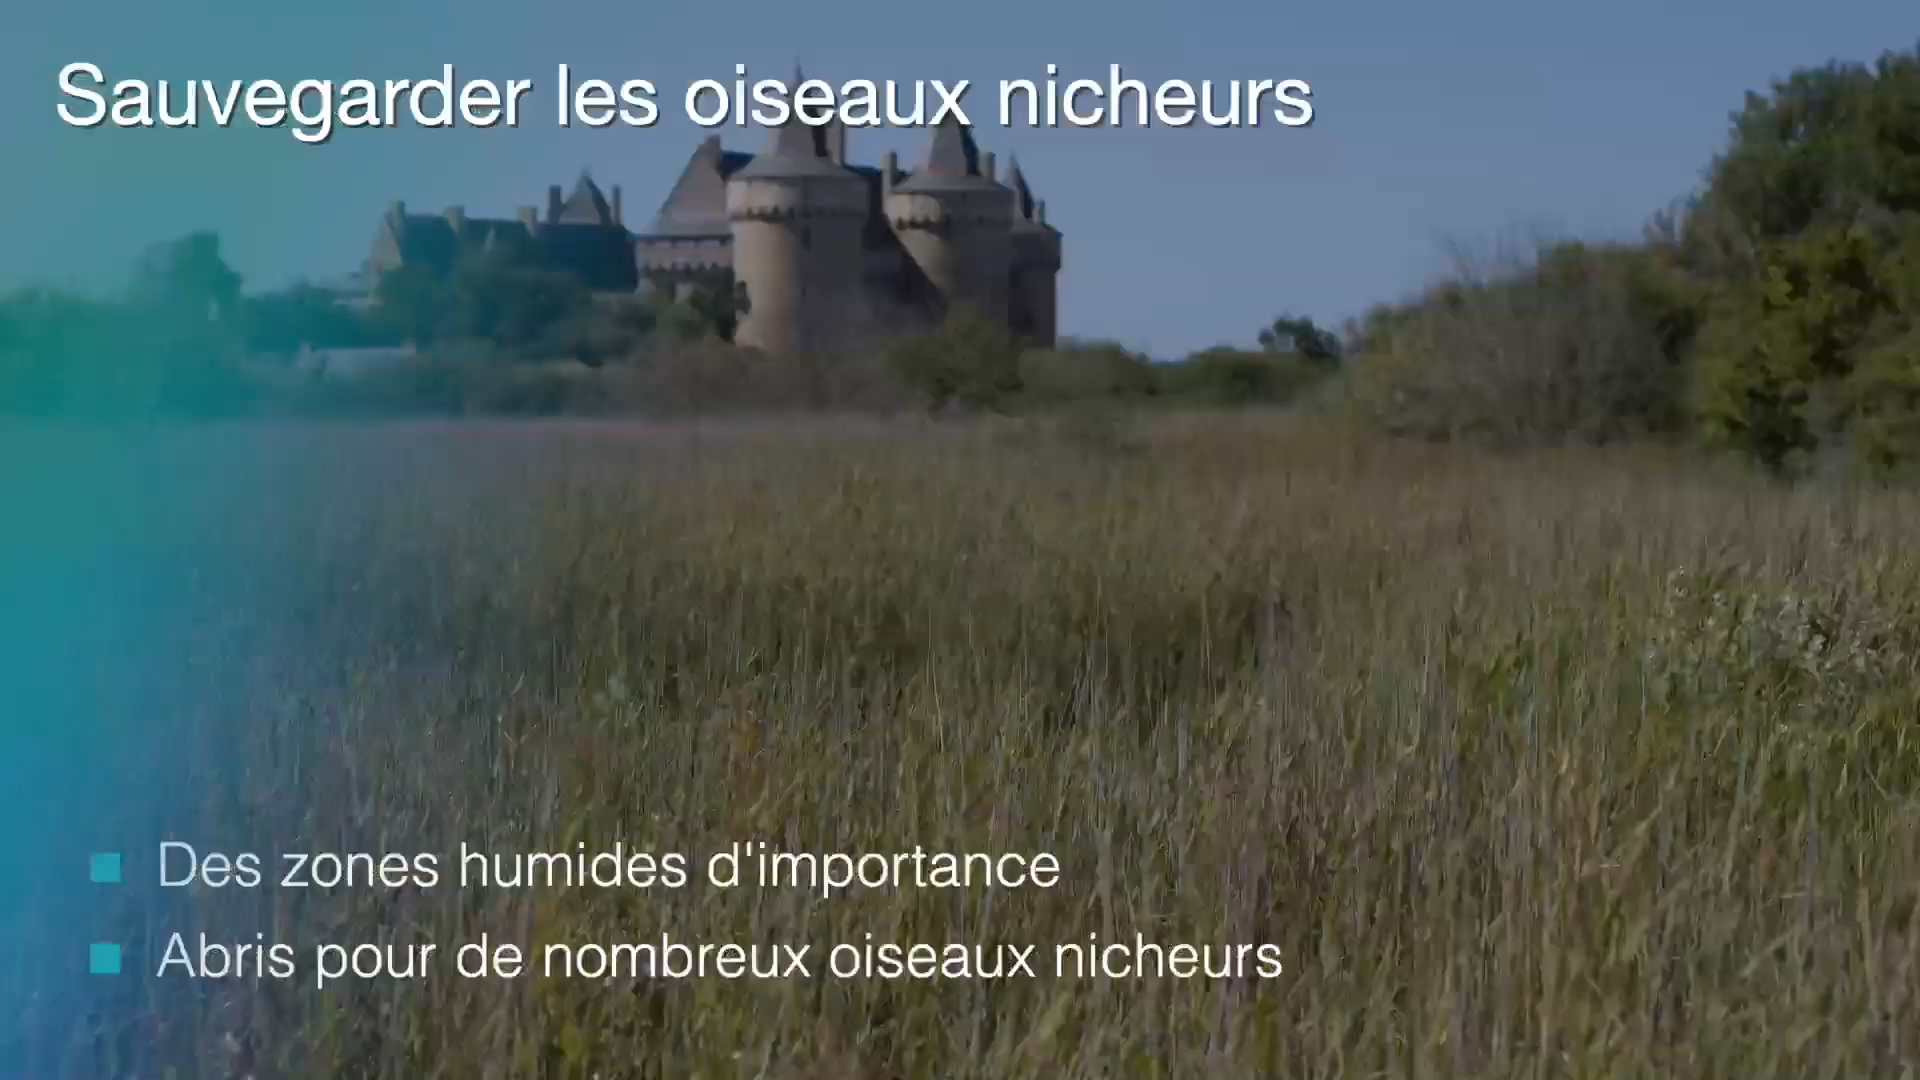 Sauvegarder les oiseaux nicheurs
Des zones humides d'importance
Abris pour de nombreux oiseaux nicheurs